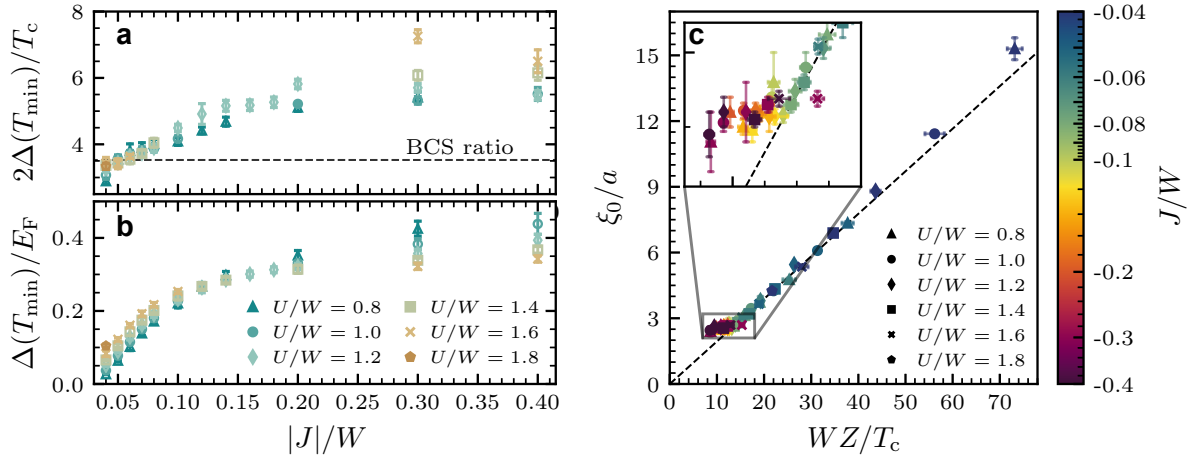 a
2Δ(T_min)/T_c
8
6
4
BCS ratio
b
Δ(T_min)/E_F
0.4
0.2
0.0
U/W = 0.8
U/W = 1.0
U/W = 1.2
U/W = 1.4
U/W = 1.6
U/W = 1.8
0.05 0.10 0.15 0.20 0.25 0.30 0.35 0.40
|J|/W
c
ξ_0/a
15
12
9
6
3
0
U/W = 0.8
U/W = 1.0
U/W = 1.2
U/W = 1.4
U/W = 1.6
U/W = 1.8
0 10 20 30 40 50 60 70
WZ/T_c
-0.04
-0.06
-0.08
-0.1
-0.2
-0.3
-0.4
J/W